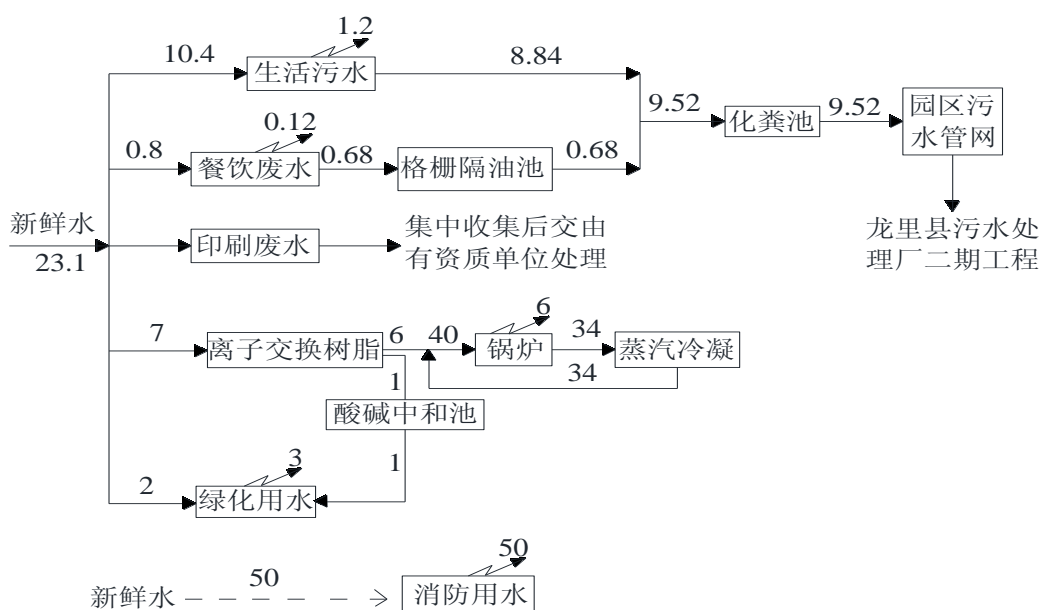 1.2
10.4
生活污水
8.84
9.52
化粪池
9.52
园区污
水管网
0.12
0.8
餐饮废水
0.68
格栅隔油池
0.68
新鲜水
23.1
印刷废水
集中收集后交由
有资质单位处理
龙里县污水处
理厂二期工程
7
离子交换树脂
6
40
6
锅炉
34
蒸汽冷凝
34
1
酸碱中和池
1
3
2
绿化用水
50
50
新鲜水
消防用水